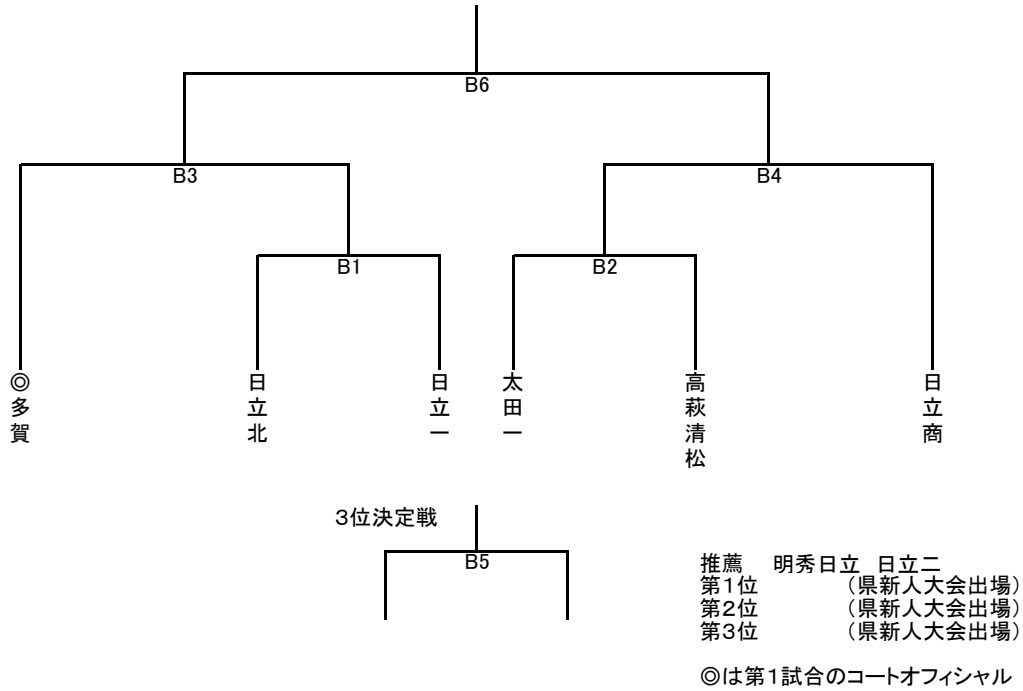 B6
B3
B4
B1
B2
◎多賀
日立北
日立一
太田一
高萩清松
日立商
3位決定戦
B5
推薦　明秀日立　日立二
第1位　（県新人大会出場）
第2位　（県新人大会出場）
第3位　（県新人大会出場）
◎は第1試合のコートオフィシャル